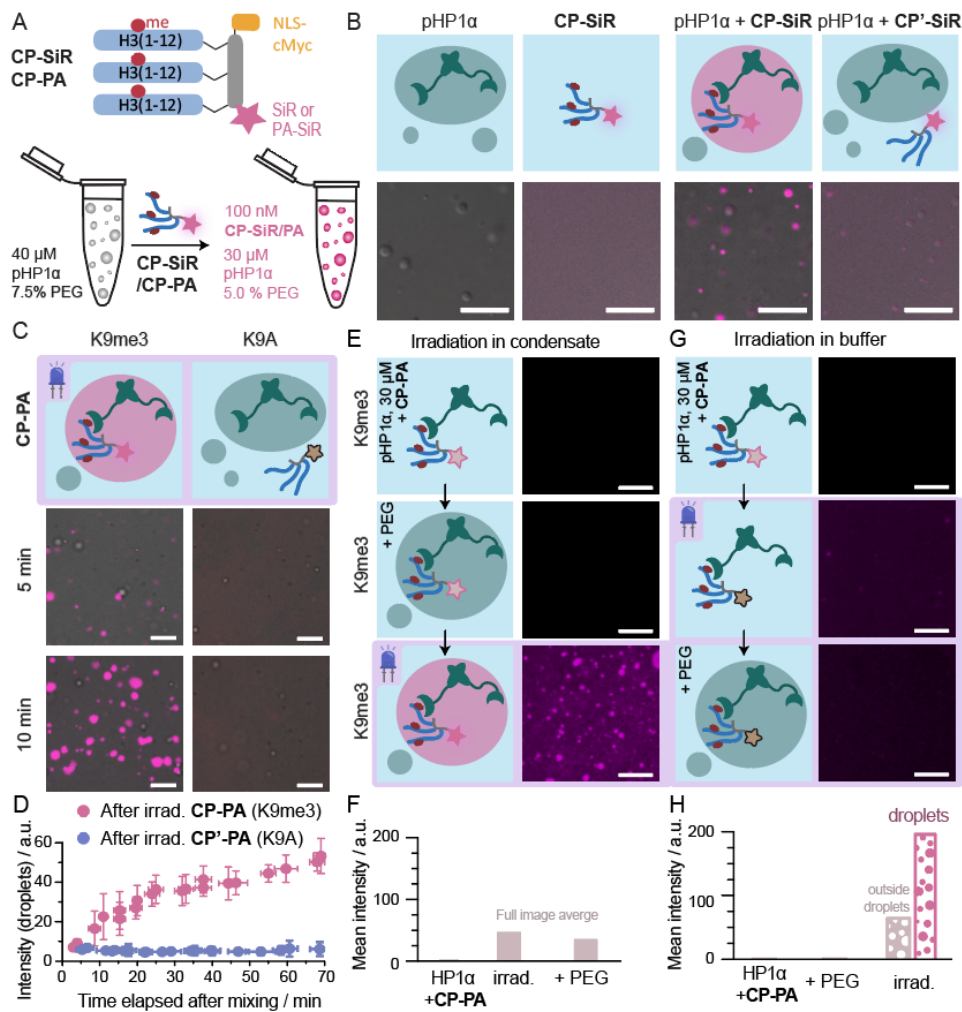 A
me
H3(1-12)
H3(1-12)
H3(1-12)
CP-SiR
CP-PA
NLS-
cMyc
SiR or
PA-SiR
40 µM
pHP1α
7.5% PEG
CP-SiR
/CP-PA
100 nM
CP-SiR/PA
30 µM
pHP1α
5.0 % PEG
B
pHP1α
CP-SiR
pHP1α + CP-SiR
pHP1α + CP'-SiR
C
K9me3
K9A
CP-PA
5 min
10 min
D
After irrad. CP-PA (K9me3)
After irrad. CP'-PA (K9A)
Intensity (droplets) / a.u.
60
40
20
0
0
10
20
30
40
50
60
70
Time elapsed after mixing / min
E
Irradiation in condensate
K9me3
pHP1α, 30 µM
+ CP-PA
K9me3
+ PEG
K9me3
F
Mean intensity / a.u.
200
100
0
Full image averge
HP1α
+CP-PA
irrad.
+ PEG
G
Irradiation in buffer
pHP1α, 30 µM
+ CP-PA
+ PEG
H
Mean intensity / a.u.
200
100
0
droplets
outside
droplets
HP1α
+CP-PA
+ PEG
irrad.